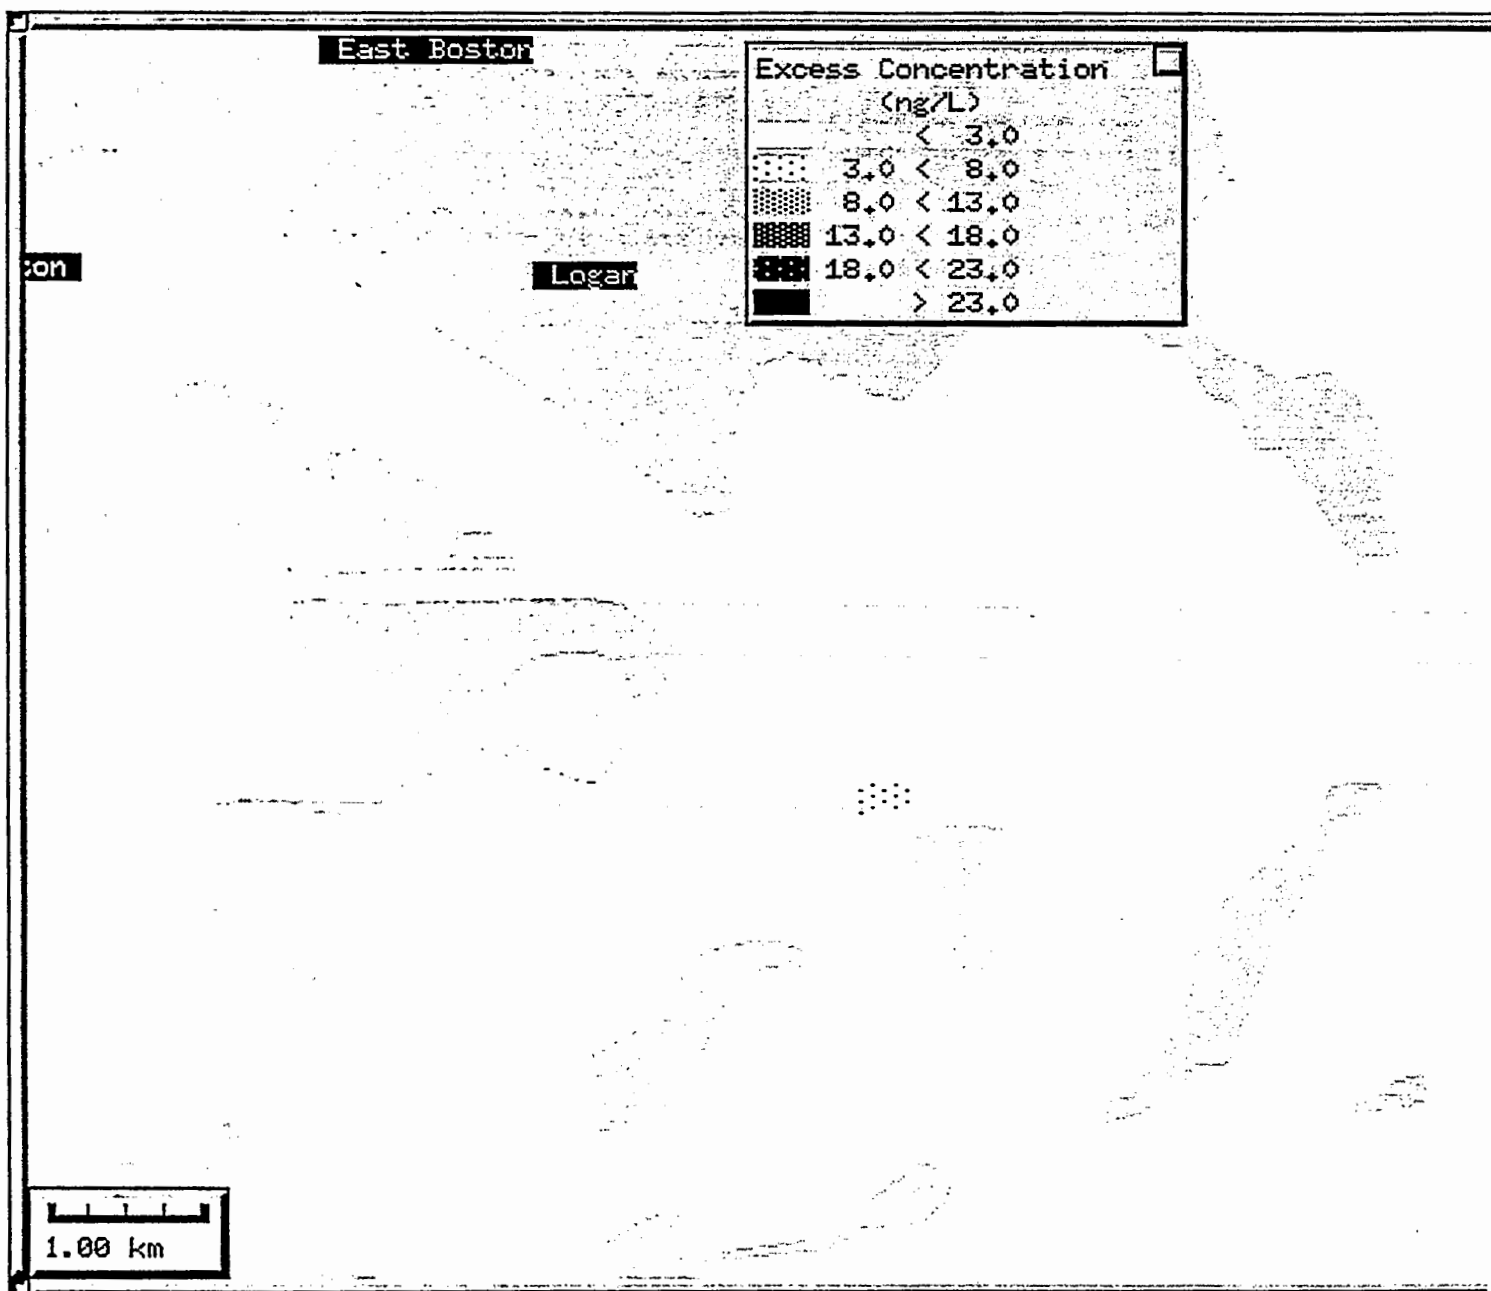 East Boston
Excess Concentration
(ng/L)
< 3.0
3.0 < 8.0
8.0 < 13.0
13.0 < 18.0
18.0 < 23.0
> 23.0
ton
Logan
1.00 km